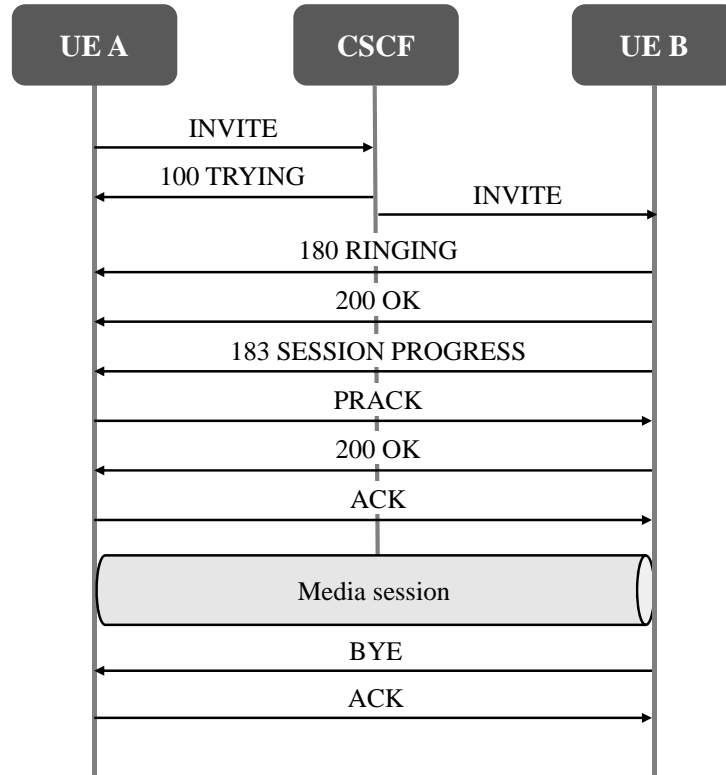 UE A
CSCF
UE B
INVITE
100 TRYING
INVITE
180 RINGING
200 OK
183 SESSION PROGRESS
PRACK
200 OK
ACK
Media session
BYE
ACK